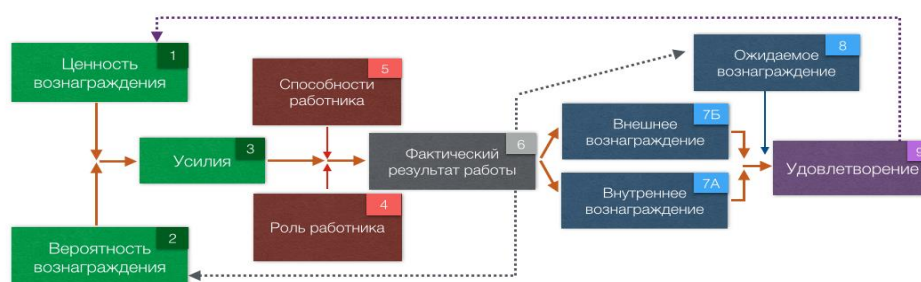 1
Ценность
вознаграждения
2
Вероятность
вознаграждения
3
Усилия
5
Способности
работника
4
Роль работника
6
Фактический
результат работы
7Б
Внешнее
вознаграждение
7А
Внутреннее
вознаграждение
8
Ожидаемое
вознаграждение
9
Удовлетворение